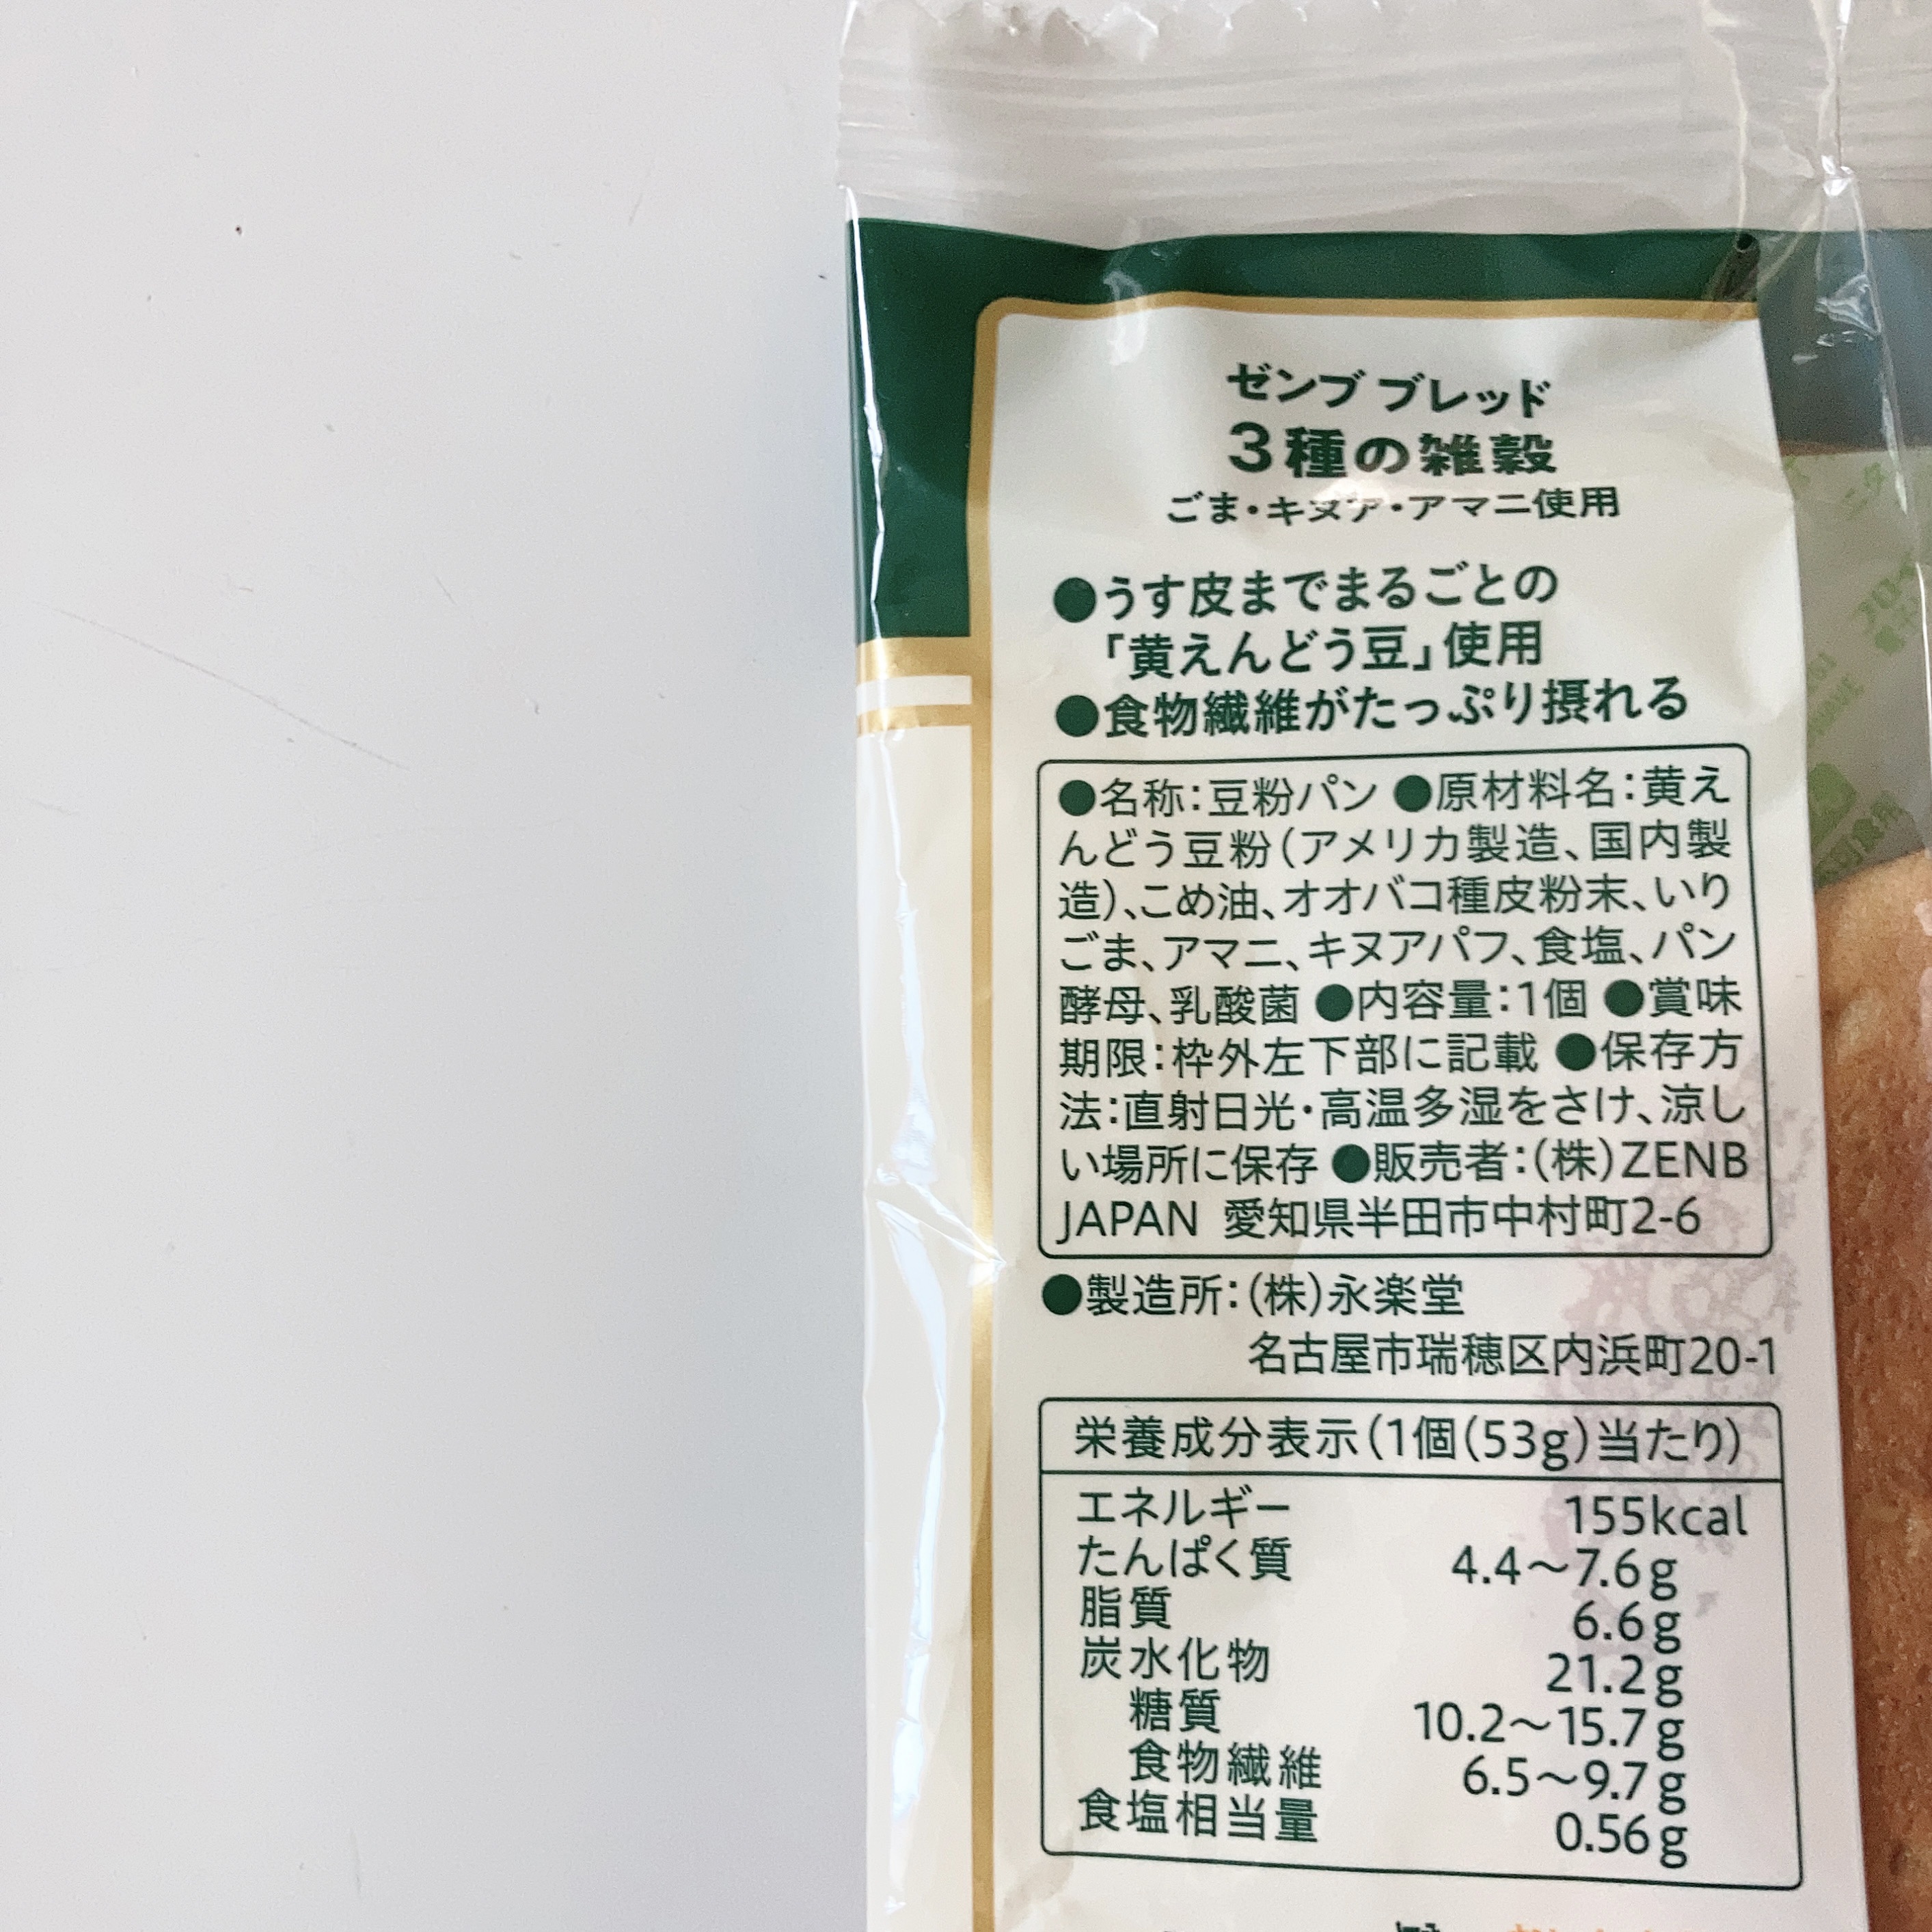 ゼンブ ブレッド
3種の雑穀
ごま・キヌア・アマニ使用
●うす皮までまるごとの
「黄えんどう豆」使用
●食物繊維がたっぷり摂れる
●名称:豆粉パン ●原材料名:黄え
んどう豆粉(アメリカ製造、国内製
造)、こめ油、オオバコ種皮粉末、いり
ごま、アマニ、キヌアパフ、食塩、パン
酵母、乳酸菌 ●内容量:1個 ●賞味
期限:枠外左下部に記載 ●保存方
法:直射日光・高温多湿をさけ、涼し
い場所に保存 ●販売者:(株)ZENB
JAPAN 愛知県半田市中村町2-6
●製造所:(株)永楽堂
名古屋市瑞穂区内浜町20-1
栄養成分表示(1個(53g)当たり)
エネルギー 155kcal
たんぱく質 4.4〜7.6g
脂質 6.6g
炭水化物 21.2g
糖質 10.2〜15.7g
食物繊維 6.5〜9.7g
食塩相当量 0.56g